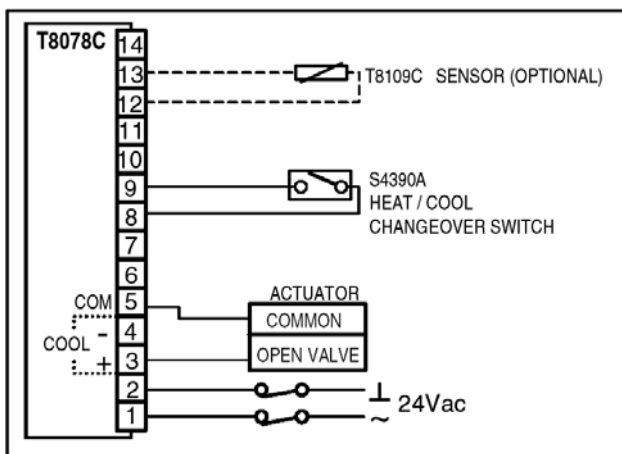 T8078C
14
13
T8109C SENSOR (OPTIONAL)
12
11
10
9
S4390A
HEAT / COOL
8
CHANGEOVER SWITCH
7
6
ACTUATOR
COM 5
COMMON
4 -
COOL
3 +
OPEN VALVE
2
⊥ 24Vac
1
~